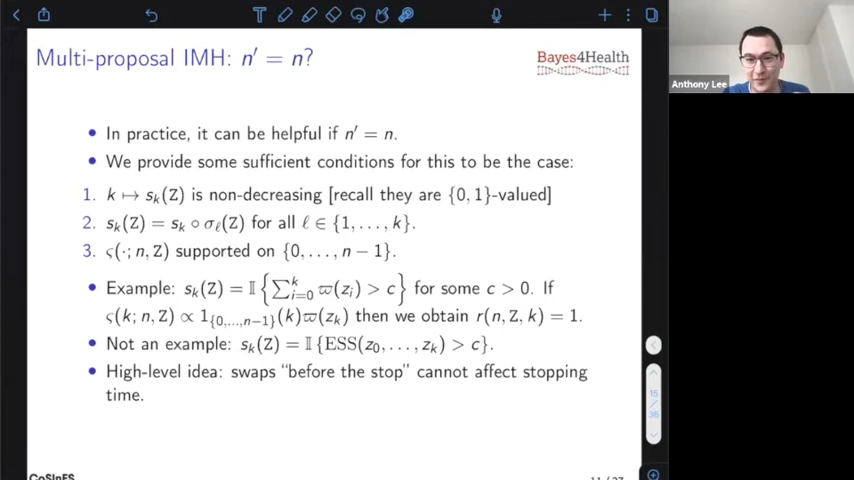 Multi-proposal IMH: n′ = n?
Bayes4Health
Anthony Lee
• In practice, it can be helpful if n′ = n.
• We provide some sufficient conditions for this to be the case:
1. k ↦ s_k(Z) is non-decreasing [recall they are {0, 1}-valued]
2. s_k(Z) = s_k ∘ σ_ℓ(Z) for all ℓ ∈ {1, . . . , k}.
3. ς(·; n, Z) supported on {0, . . . , n − 1}.
• Example: s_k(Z) = 𝕀 {∑_{i=0}^k ϖ(z_i) > c} for some c > 0. If
ς(k; n, Z) ∝ 1_{{0,...,n−1}}(k)ϖ(z_k) then we obtain r(n, Z, k) = 1.
• Not an example: s_k(Z) = 𝕀 {ESS(z_0, . . . , z_k) > c}.
• High-level idea: swaps “before the stop” cannot affect stopping
time.
15
/
36
CoSInES
11 / 27